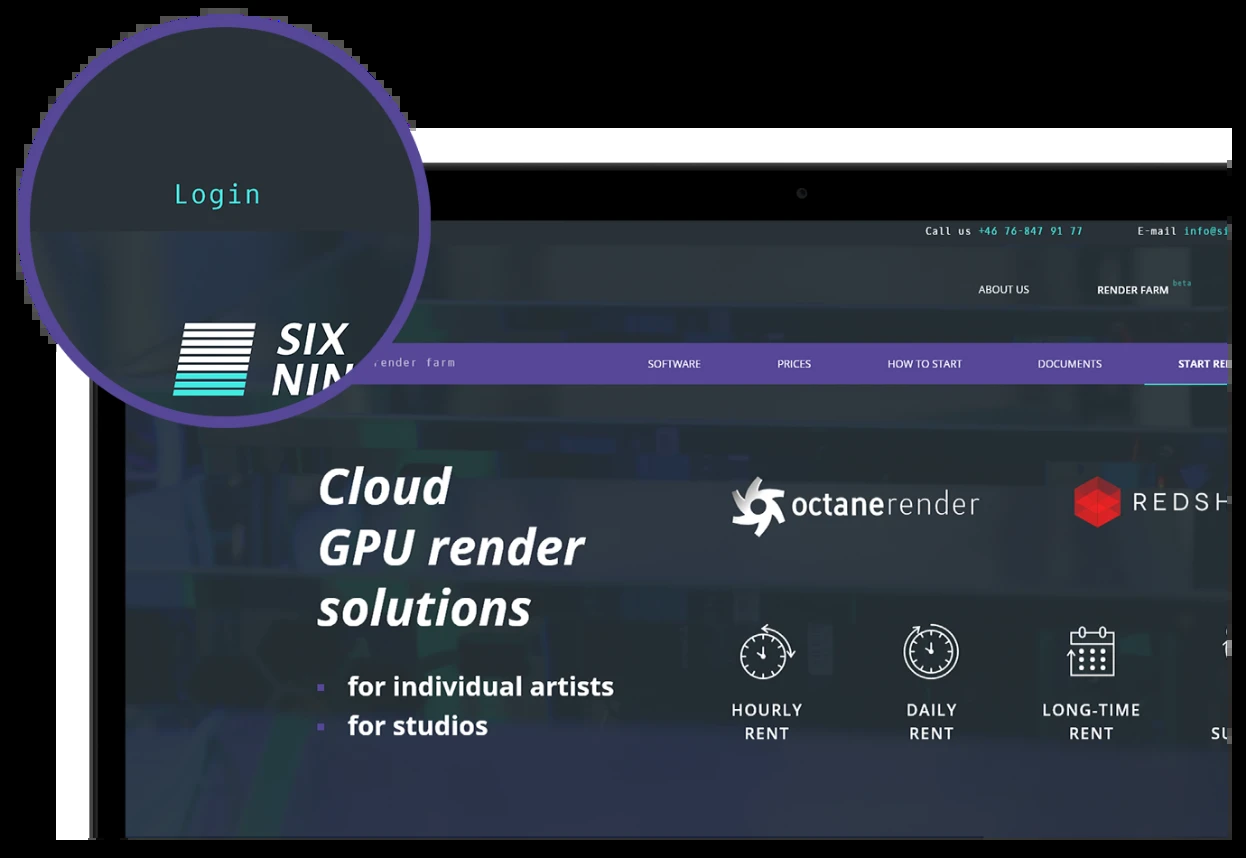 Login
SIX
NIN
Call us +46 76-847 91 77
E-mail info@si
ABOUT US
RENDER FARM beta
render farm
SOFTWARE
PRICES
HOW TO START
DOCUMENTS
START REI
Cloud
GPU render
solutions
for individual artists
for studios
octanerender
REDSH
HOURLY
RENT
DAILY
RENT
LONG-TIME
RENT
SU